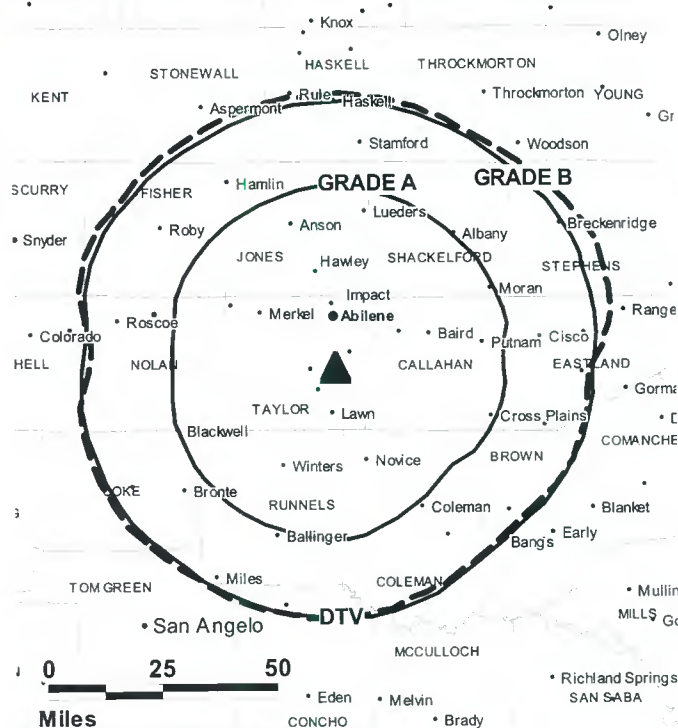 Knox
Olney
HASKELL
THROCKMORTON
STONEWALL
KENT
Rule
Haskell
Throckmorton
YOUNG
Aspermont
Gr
Stamford
Woodson
GRADE A
GRADE B
SCURRY
FISHER
Hamlin
Lueders
Roby
Anson
Albany
Breckenridge
Snyder
JONES
Hawley
SHACKELFORD
STEPHENS
Moran
Impact
Merkel
Abilene
Range
Roscoe
Colorado
Baird
Putnam
Cisco
HELL
NOLAN
CALLAHAN
EASTLAND
Gorma
TAYLOR
Lawn
Cross Plains
Blackwell
COMANCHE
BROWN
Winters
Novice
COKE
Bronte
RUNNELS
Coleman
Blanket
Ballinger
Bangs
Early
TOM GREEN
Miles
COLEMAN
Mullin
DTV
MILLS
Go
San Angelo
MCCULLOCH
0 25 50
Miles
Richland Springs
SAN SABA
Eden
Melvin
CONCHO
Brady